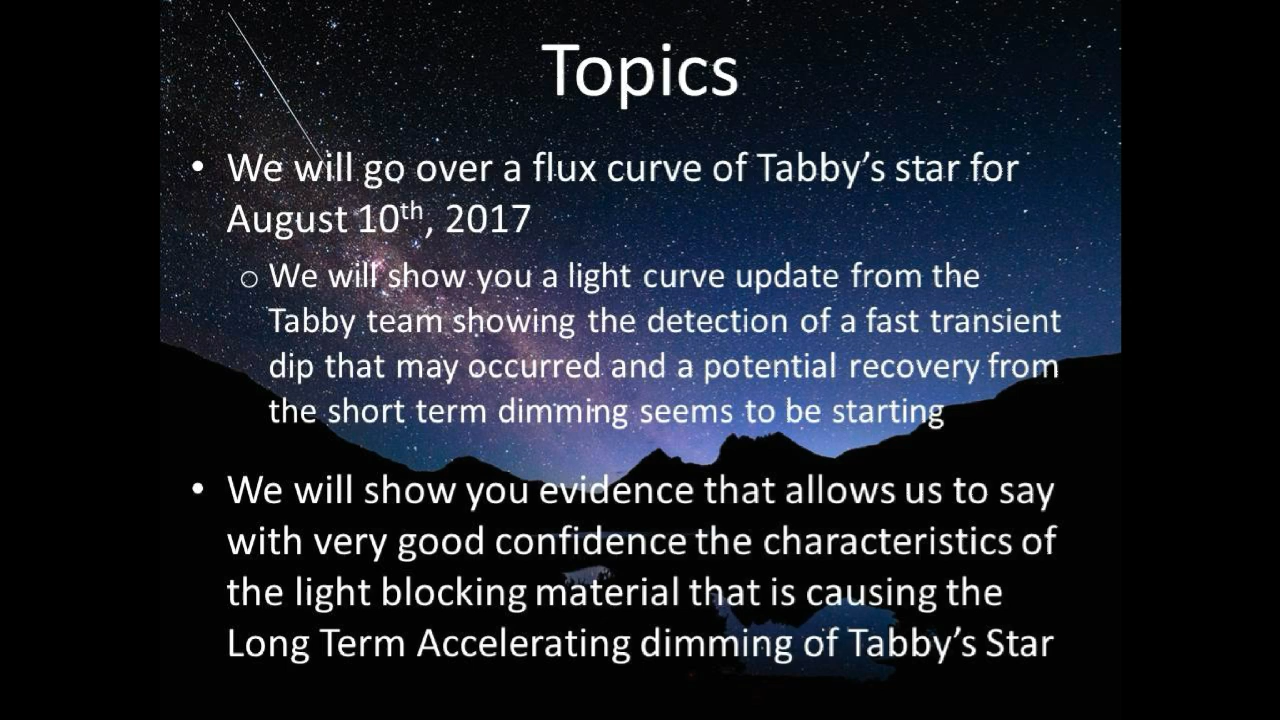 Topics
• We will go over a flux curve of Tabby's star for
August 10th, 2017
o We will show you a light curve update from the
Tabby team showing the detection of a fast transient
dip that may occurred and a potential recovery from
the short term dimming seems to be starting
• We will show you evidence that allows us to say
with very good confidence the characteristics of
the light blocking material that is causing the
Long Term Accelerating dimming of Tabby's Star